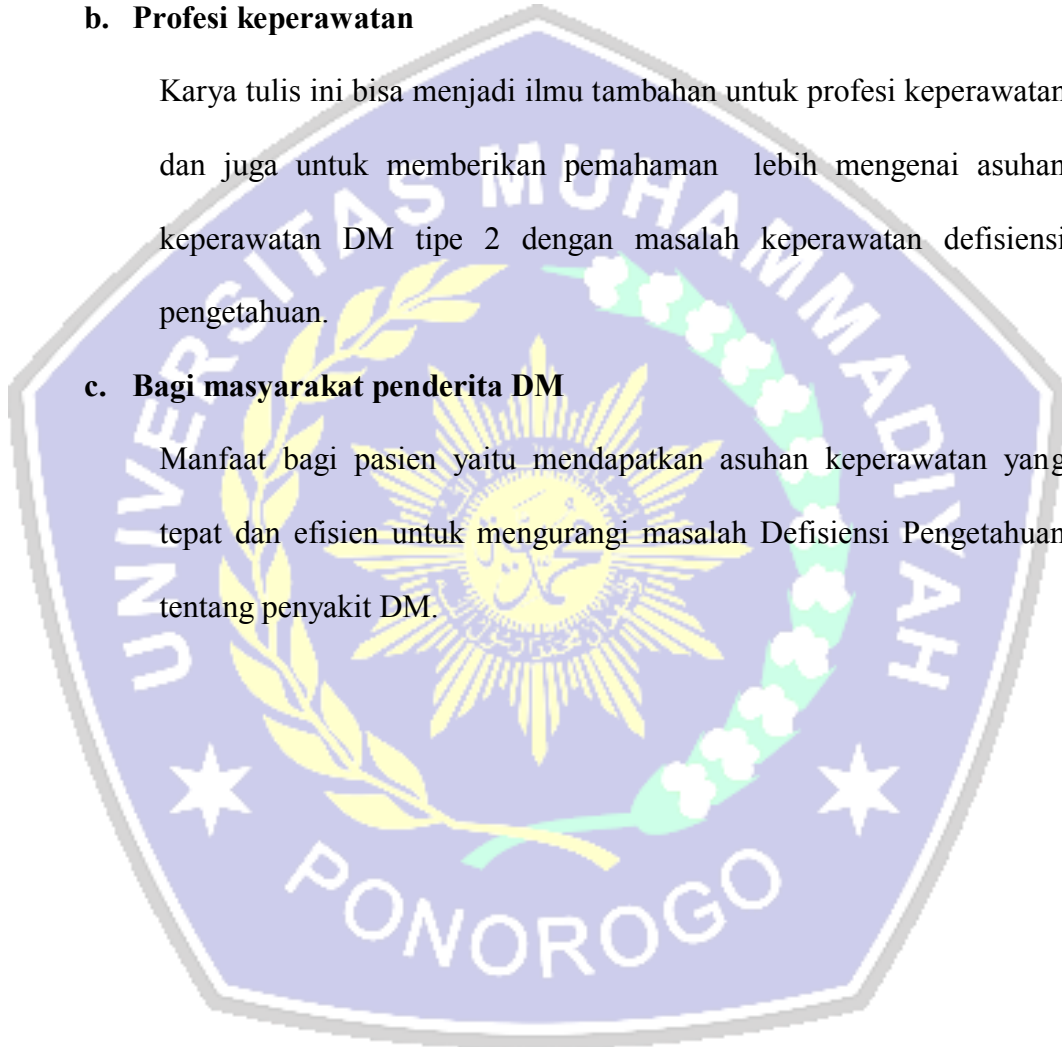 b. Profesi keperawatan
Karya tulis ini bisa menjadi ilmu tambahan untuk profesi keperawatan
dan juga untuk memberikan pemahaman lebih mengenai asuhan
keperawatan DM tipe 2 dengan masalah keperawatan defisiensi
pengetahuan.
c. Bagi masyarakat penderita DM
Manfaat bagi pasien yaitu mendapatkan asuhan keperawatan yang
tepat dan efisien untuk mengurangi masalah Defisiensi Pengetahuan
tentang penyakit DM.
UNIVERSITAS MUHAMMADIYAH
PONOROGO